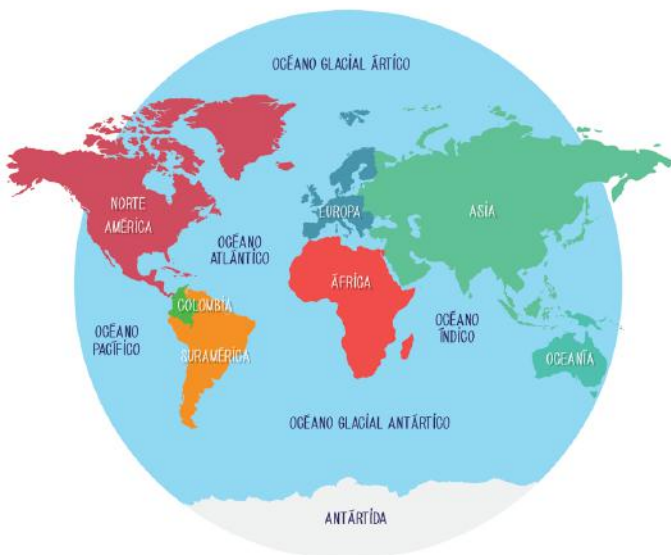 OCÉANO GLACIAL ÁRTICO
NORTE
AMÉRICA
EUROPA
ASIA
OCÉANO
ATLÁNTICO
ÁFRICA
COLOMBIA
OCÉANO
PACÍFICO
OCÉANO
ÍNDICO
SURAMÉRICA
OCEANÍA
OCÉANO GLACIAL ANTÁRTICO
ANTÁRTIDA